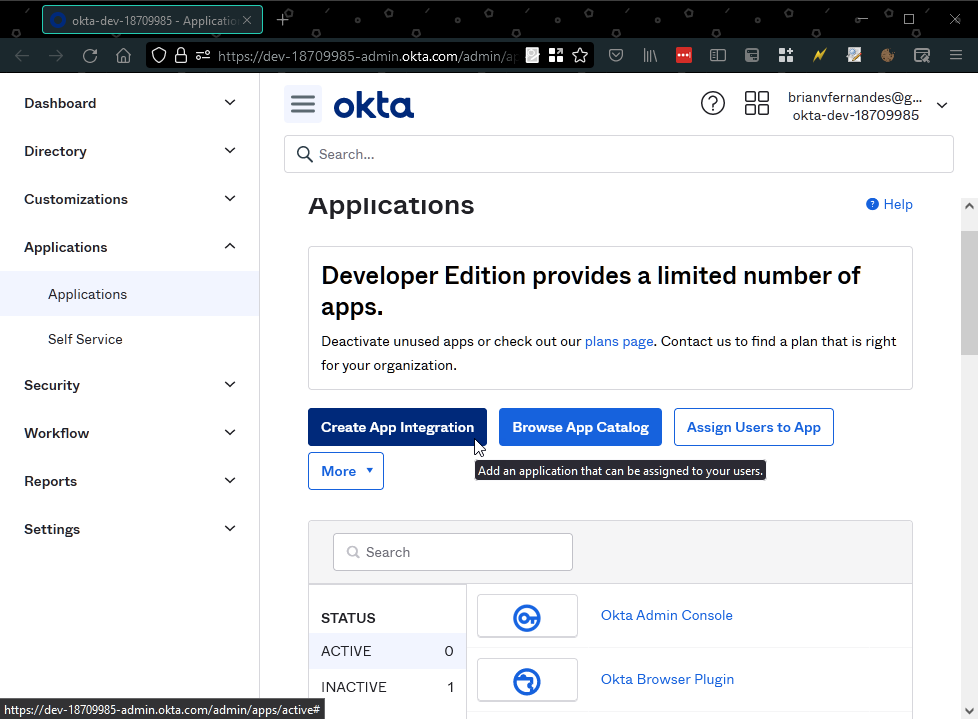 okta-dev-18709985 - Applicatio
https://dev-18709985-admin.okta.com/admin/ap
Dashboard
Directory
Customizations
Applications
Applications
Self Service
Security
Workflow
Reports
Settings
okta
brianvfernandes@g...
okta-dev-18709985
Search...
Applications
Help
Developer Edition provides a limited number of
apps.
Deactivate unused apps or check out our plans page. Contact us to find a plan that is right
for your organization.
Create App Integration
Browse App Catalog
Assign Users to App
More
Add an application that can be assigned to your users.
Search
STATUS
ACTIVE 0
INACTIVE 1
Okta Admin Console
Okta Browser Plugin
https://dev-18709985-admin.okta.com/admin/apps/active#